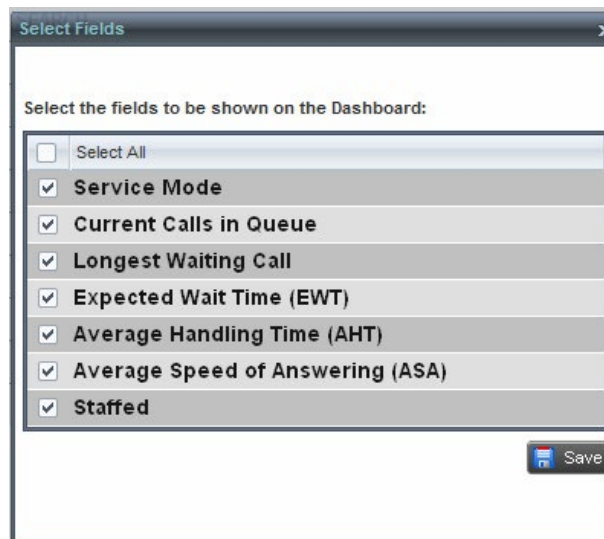 Select Fields
Select the fields to be shown on the Dashboard:
Select All
Service Mode
Current Calls in Queue
Longest Waiting Call
Expected Wait Time (EWT)
Average Handling Time (AHT)
Average Speed of Answering (ASA)
Staffed
Save